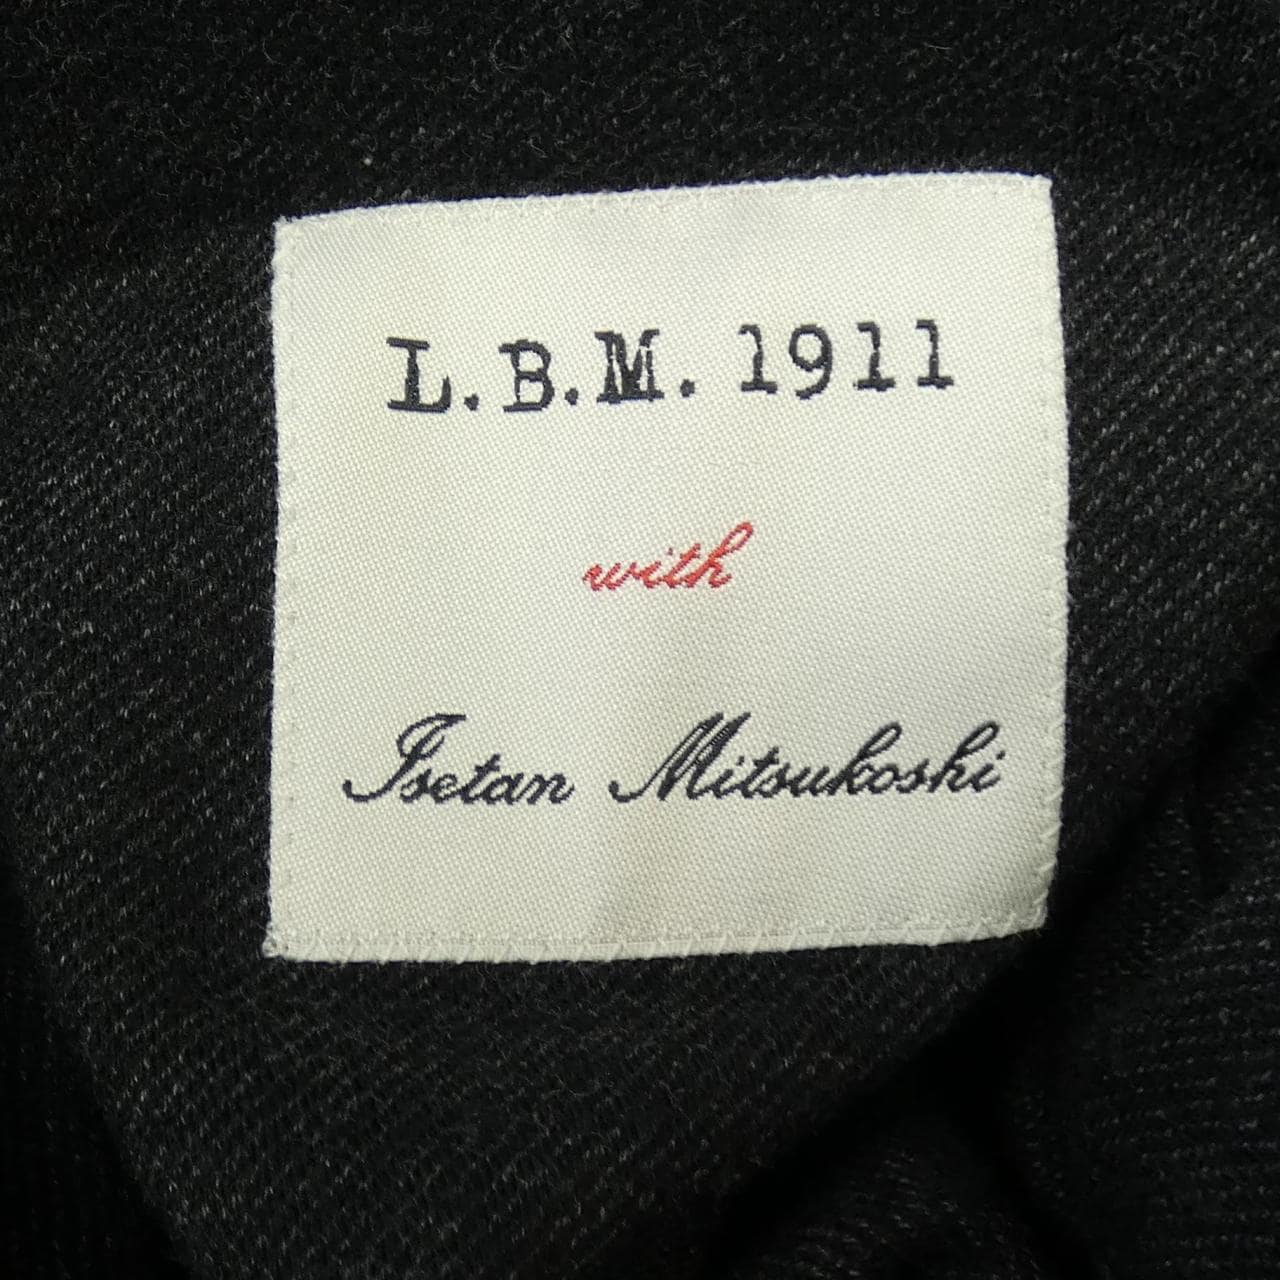 L.B.M. 1911
with
Isetan Mitsukoshi